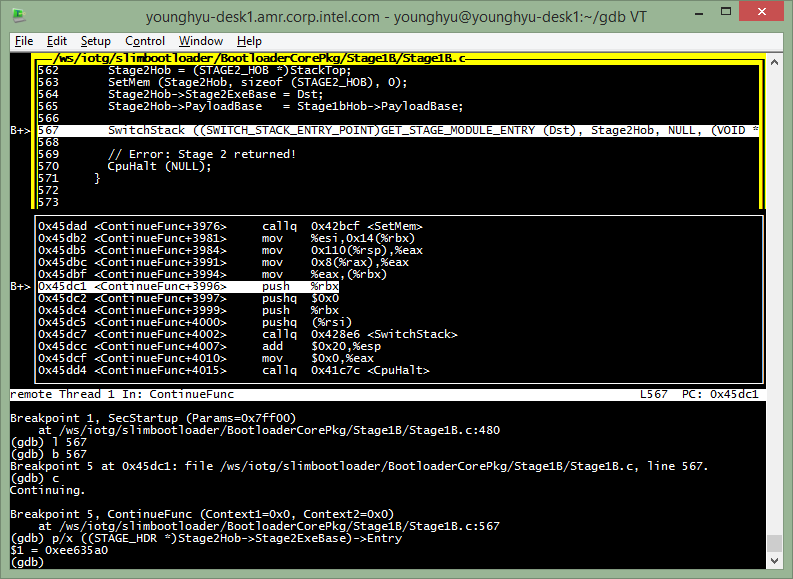 younghyu-desk1.amr.corp.intel.com - younghyu@younghyu-desk1:~/gdb VT
File Edit Setup Control Window Help
/ws/iotg/slimbootloader/BootloaderCorePkg/Stage1B/Stage1B.c
562 Stage2Hob = (STAGE2_HOB *)StackTop;
563 SetMem (Stage2Hob, sizeof (STAGE2_HOB), 0);
564 Stage2Hob->Stage2ExeBase = Dst;
565 Stage2Hob->PayloadBase = Stage1bHob->PayloadBase;
566
B+>567 SwitchStack ((SWITCH_STACK_ENTRY_POINT)GET_STAGE_MODULE_ENTRY (Dst), Stage2Hob, NULL, (VOID *
568
569 // Error: Stage 2 returned!
570 CpuHalt (NULL);
571 }
572
573
0x45dad <ContinueFunc+3976> callq 0x42bcf <SetMem>
0x45db2 <ContinueFunc+3981> mov %esi,0x14(%rbx)
0x45db5 <ContinueFunc+3984> mov 0x110(%rsp),%eax
0x45dbc <ContinueFunc+3991> mov 0x8(%rax),%eax
0x45dbf <ContinueFunc+3994> mov %eax,(%rbx)
B+>0x45dc1 <ContinueFunc+3996> push %rbx
0x45dc2 <ContinueFunc+3997> pushq $0x0
0x45dc4 <ContinueFunc+3999> push %rbx
0x45dc5 <ContinueFunc+4000> pushq (%rsi)
0x45dc7 <ContinueFunc+4002> callq 0x428e6 <SwitchStack>
0x45dcc <ContinueFunc+4007> add $0x20,%esp
0x45dcf <ContinueFunc+4010> mov $0x0,%eax
0x45dd4 <ContinueFunc+4015> callq 0x41c7c <CpuHalt>
remote Thread 1 In: ContinueFunc L567 PC: 0x45dc1
Breakpoint 1, SecStartup (Params=0x7ff00)
at /ws/iotg/slimbootloader/BootloaderCorePkg/Stage1B/Stage1B.c:480
(gdb) l 567
(gdb) b 567
Breakpoint 5 at 0x45dc1: file /ws/iotg/slimbootloader/BootloaderCorePkg/Stage1B/Stage1B.c, line 567.
(gdb) c
Continuing.
Breakpoint 5, ContinueFunc (Context1=0x0, Context2=0x0)
at /ws/iotg/slimbootloader/BootloaderCorePkg/Stage1B/Stage1B.c:567
(gdb) p/x ((STAGE_HDR *)Stage2Hob->Stage2ExeBase)->Entry
$1 = 0xee635a0
(gdb)